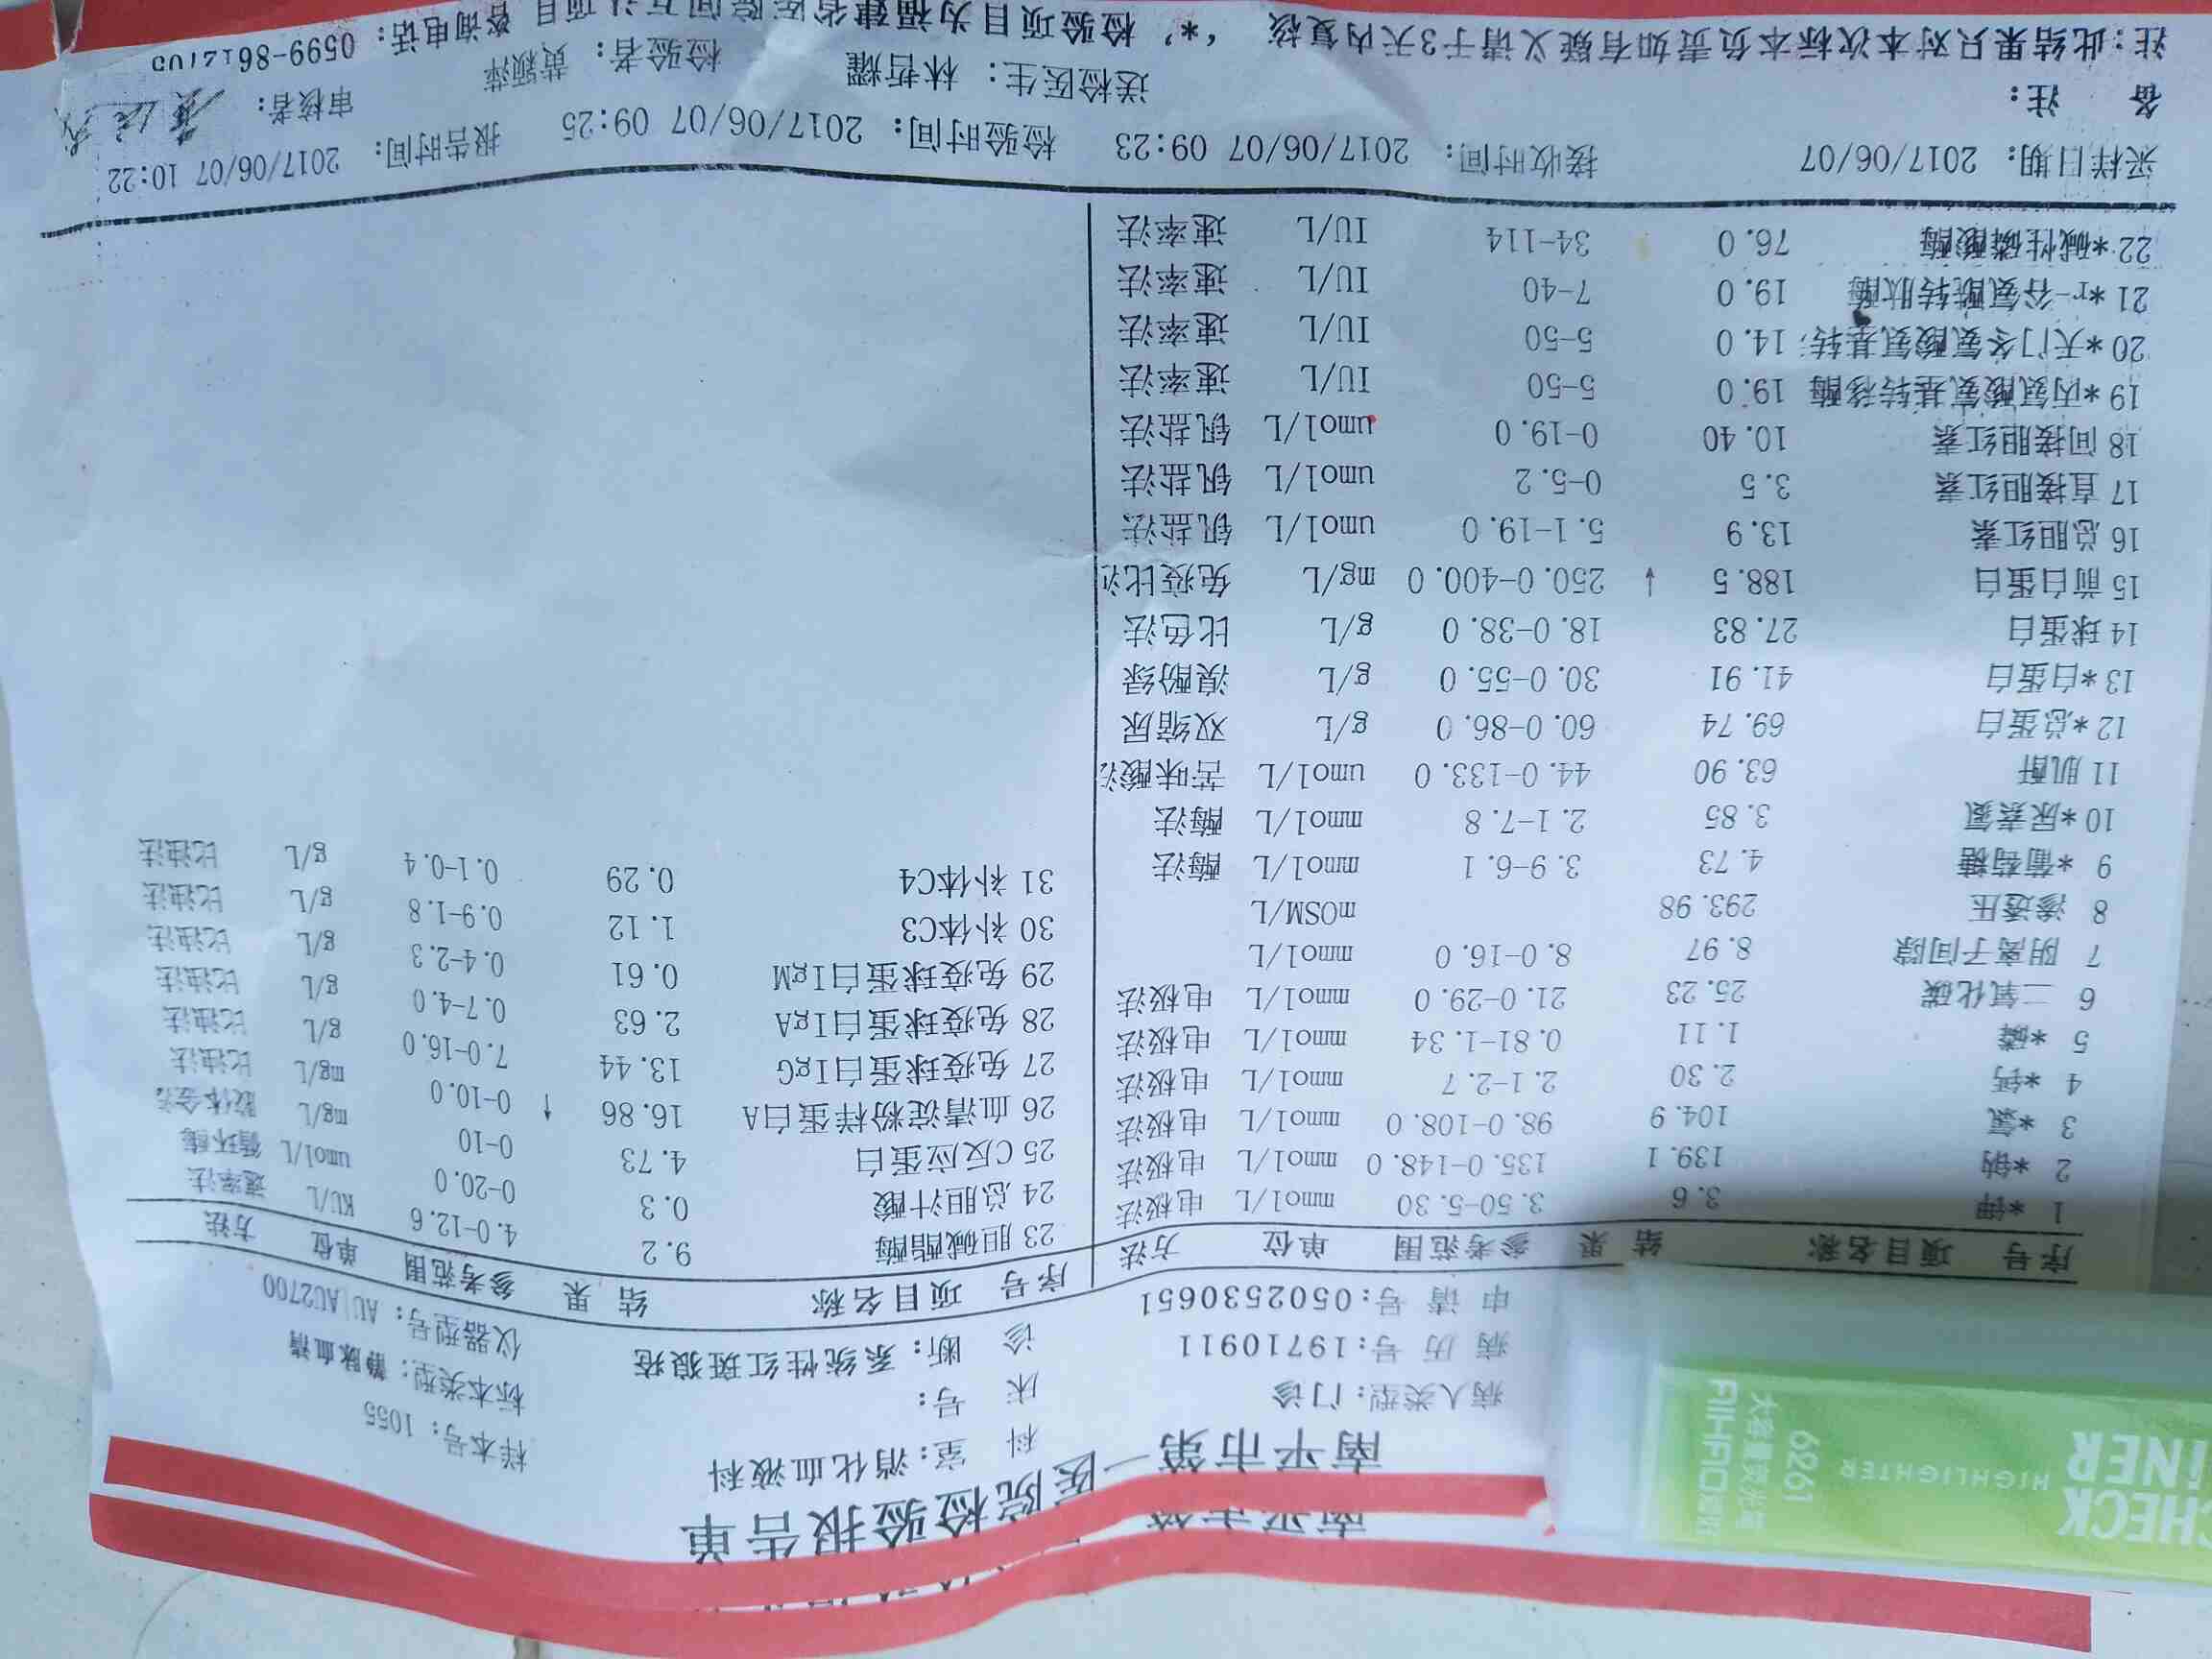 南平市第一医院检验报告单
样本号: 1055
病人类型:门诊 科 室:消化血液科 标本类型: 静脉血清
病 历 号:19710911 床 号: 仪器型号: AU|AU2700
申 请 号:0502530651 诊 断:系统性红斑狼疮
序号 项目名称 结 果 参考范围 单位 方法
1 *钾 3.6 3.50-5.30 mmol/L 电极法
2 *钠 139.1 135.0-148.0 mmol/L 电极法
3 *氯 104.9 98.0-108.0 mmol/L 电极法
4 *钙 2.30 2.1-2.7 mmol/L 电极法
5 *磷 1.11 0.81-1.34 mmol/L 电极法
6 二氧化碳 25.23 21.0-29.0 mmol/L 电极法
7 阴离子间隙 8.97 8.0-16.0 mmol/L
8 渗透压 293.98 mOSM/L
9 *葡萄糖 4.73 3.9-6.1 mmol/L 酶法
10 *尿素氮 3.85 2.1-7.8 mmol/L 酶法
11 肌酐 63.90 44.0-133.0 umol/L 苦味酸法
12 *总蛋白 69.74 60.0-86.0 g/L 双缩尿
13 *白蛋白 41.91 30.0-55.0 g/L 溴酚绿
14 球蛋白 27.83 18.0-38.0 g/L 比色法
15 前白蛋白 188.5 ↓ 250.0-400.0 mg/L 免疫比浊
16 总胆红素 13.9 5.1-19.0 umol/L 钒盐法
17 直接胆红素 3.5 0-5.2 umol/L 钒盐法
18 间接胆红素 10.40 0-19.0 umol/L 钒盐法
19 *丙氨酸氨基转移酶 19.0 5-50 IU/L 速率法
20 *天门冬氨酸氨基转 14.0 5-50 IU/L 速率法
21 *r-谷氨酰转肽酶 19.0 7-40 IU/L 速率法
22 *碱性磷酸酶 76.0 34-114 IU/L 速率法
序号 项目名称 结 果 参考范围 单位 方法
23 胆碱酯酶 9.2 4.0-12.6 KU/L 速率法
24 总胆汁酸 0.3 0-20.0 umol/L 循环酶
25 C反应蛋白 4.73 0-10 mg/L 胶体金法
26 血清淀粉样蛋白A 16.86 ↑ 0-10.0 mg/L 比浊法
27 免疫球蛋白IgG 13.44 7.0-16.0 g/L 比浊法
28 免疫球蛋白IgA 2.63 0.7-4.0 g/L 比浊法
29 免疫球蛋白IgM 0.61 0.4-2.3 g/L 比浊法
30 补体C3 1.12 0.9-1.8 g/L 比浊法
31 补体C4 0.29 0.1-0.4 g/L 比浊法
采样日期: 2017/06/07 接收时间: 2017/06/07 09:23 检验时间: 2017/06/07 09:25 报告时间: 2017/06/07 10:22
备 注: 送检医生: 林哲耀 检验者: 黄颖萍 审核者:
注:此结果只对本次标本负责如有疑义请于3天内复核 ,'*' 检验项目为福建省医院间互认项目 咨询电话: 0599-8612705
HECK
INER
HIGHLIGHTER
6261
大容量荧光笔